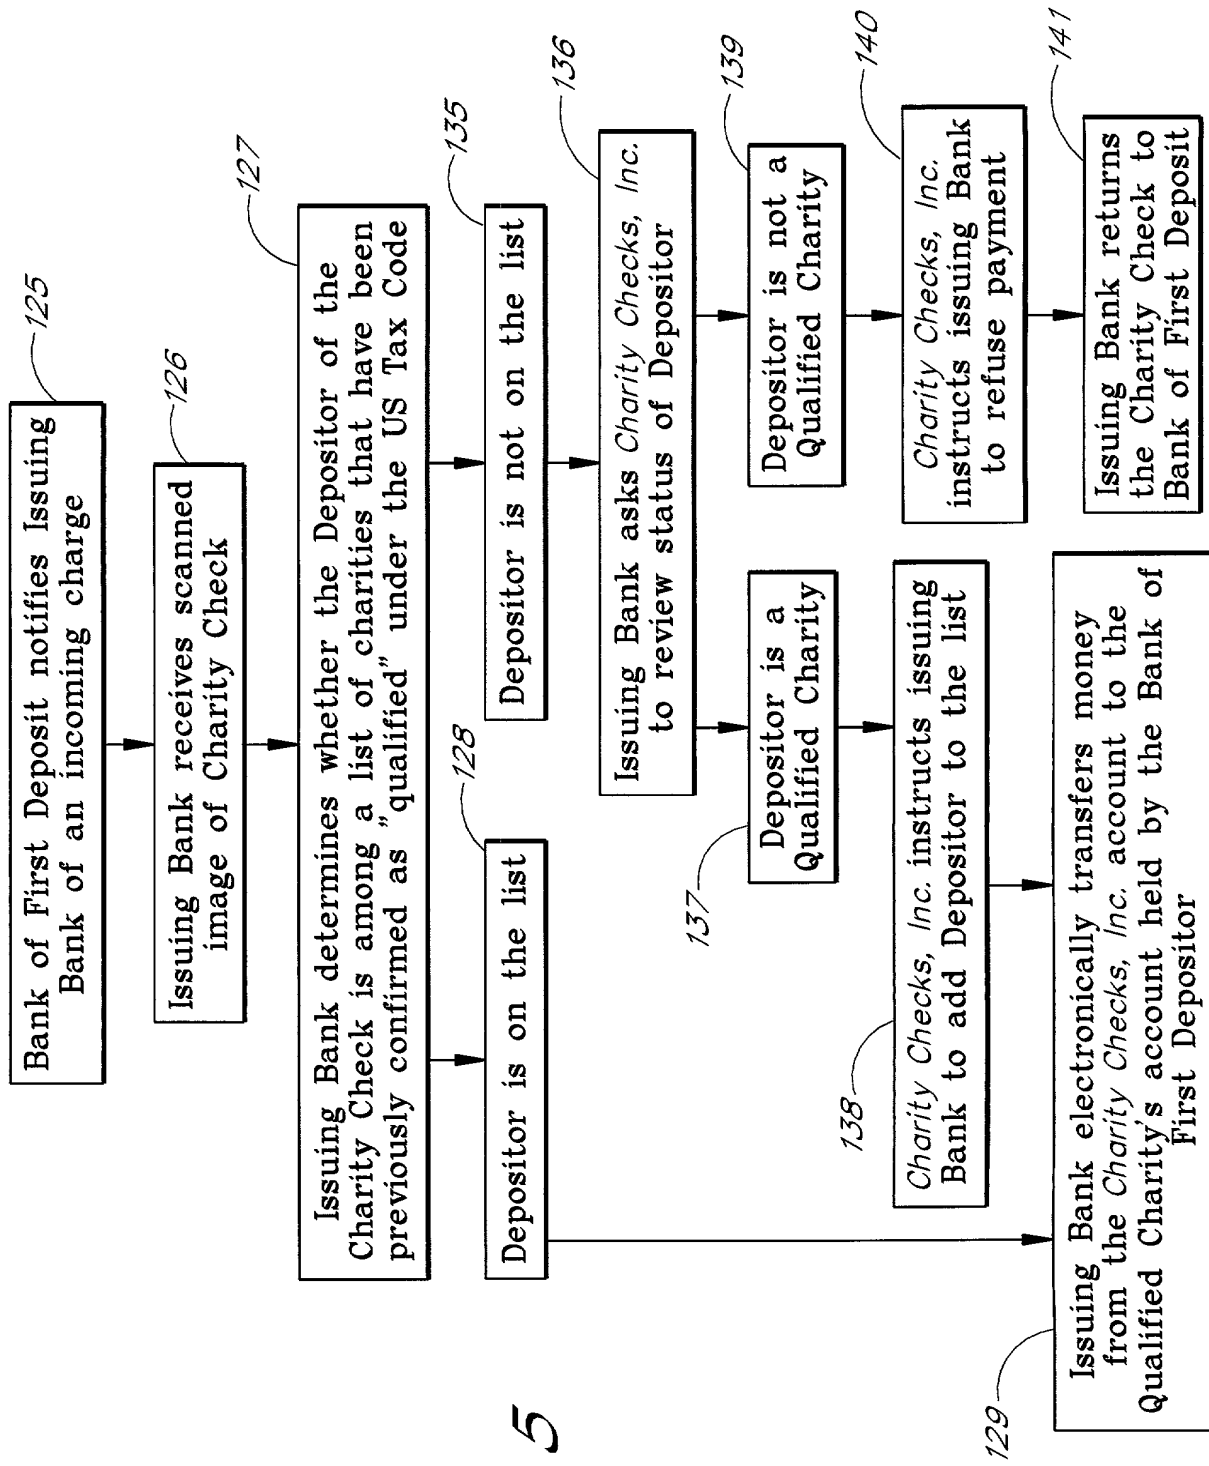 125
Bank of First Deposit notifies Issuing
Bank of an incoming charge
126
Issuing Bank receives scanned
image of Charity Check
127
Issuing Bank determines whether the Depositor of the
Charity Check is among a list of charities that have been
previously confirmed as "qualified" under the US Tax Code
128
Depositor is on the list
135
Depositor is not on the list
136
Issuing Bank asks Charity Checks, Inc.
to review status of Depositor
137
Depositor is a
Qualified Charity
139
Depositor is not a
Qualified Charity
138
Charity Checks, Inc. instructs issuing
Bank to add Depositor to the list
140
Charity Checks, Inc.
instructs issuing Bank
to refuse payment
129
Issuing Bank electronically transfers money
from the Charity Checks, Inc. account to the
Qualified Charity's account held by the Bank of
First Depositor
141
Issuing Bank returns
the Charity Check to
Bank of First Deposit
5